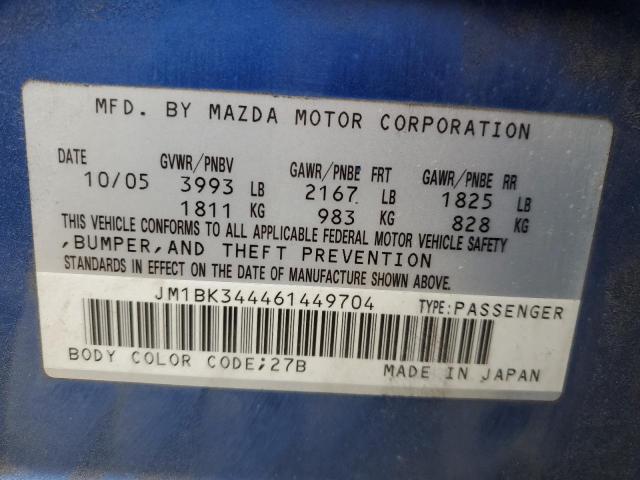 MFD. BY MAZDA MOTOR CORPORATION
DATE GVWR/PNBV GAWR/PNBE FRT GAWR/PNBE RR
10/05 3993 LB 2167 LB 1825 LB
1811 KG 983 KG 828 KG
THIS VEHICLE CONFORMS TO ALL APPLICABLE FEDERAL MOTOR VEHICLE SAFETY
,BUMPER,AND THEFT PREVENTION
STANDARDS IN EFFECT ON THE DATE OF MANUFACTURE SHOWN ABOVE.
JM1BK344461449704 TYPE:PASSENGER
BODY COLOR CODE;27B MADE IN JAPAN